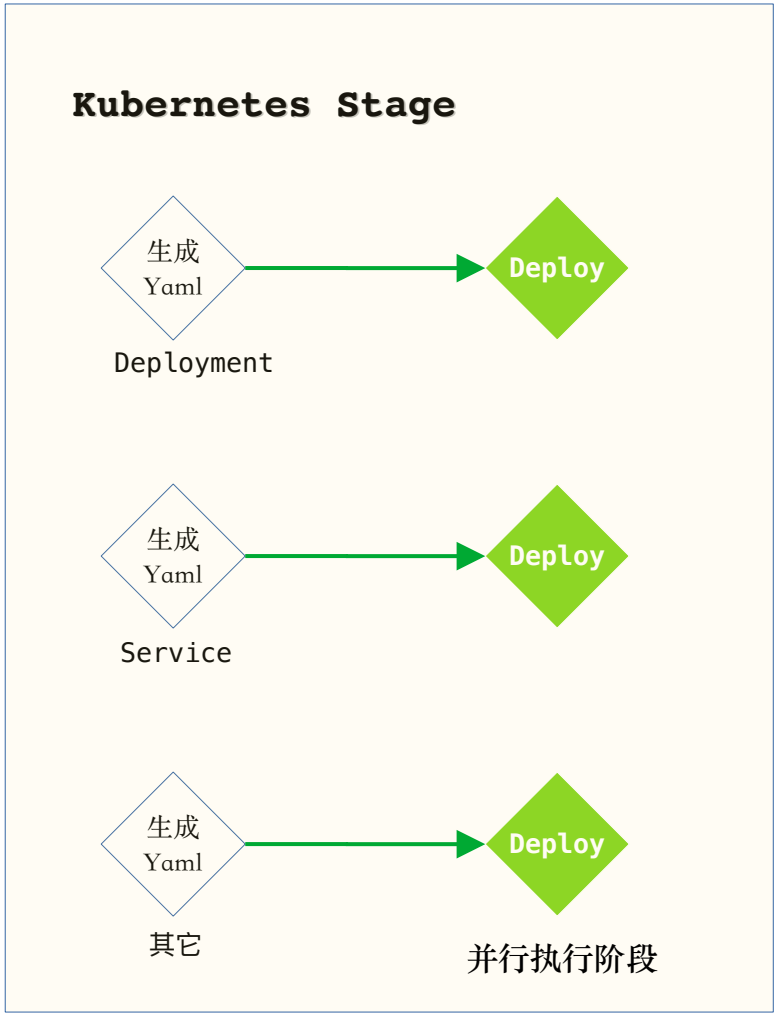 Kubernetes Stage
生成
Yaml
Deploy
Deployment
生成
Yaml
Deploy
Service
生成
Yaml
Deploy
其它
并行执行阶段